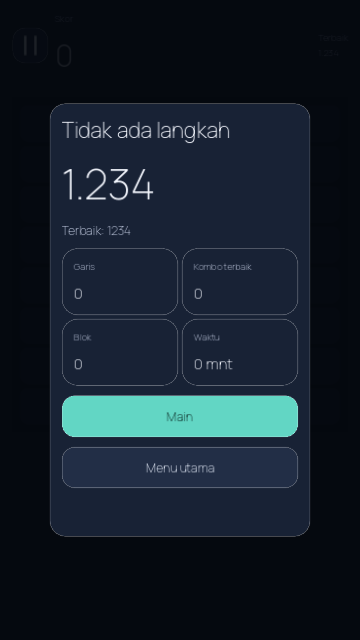 0
Tidak ada langkah
1.234
Terbaik: 1234
Garis
0
Kombo terbaik
0
Blok
0
Waktu
0 mnt
Main
Menu utama